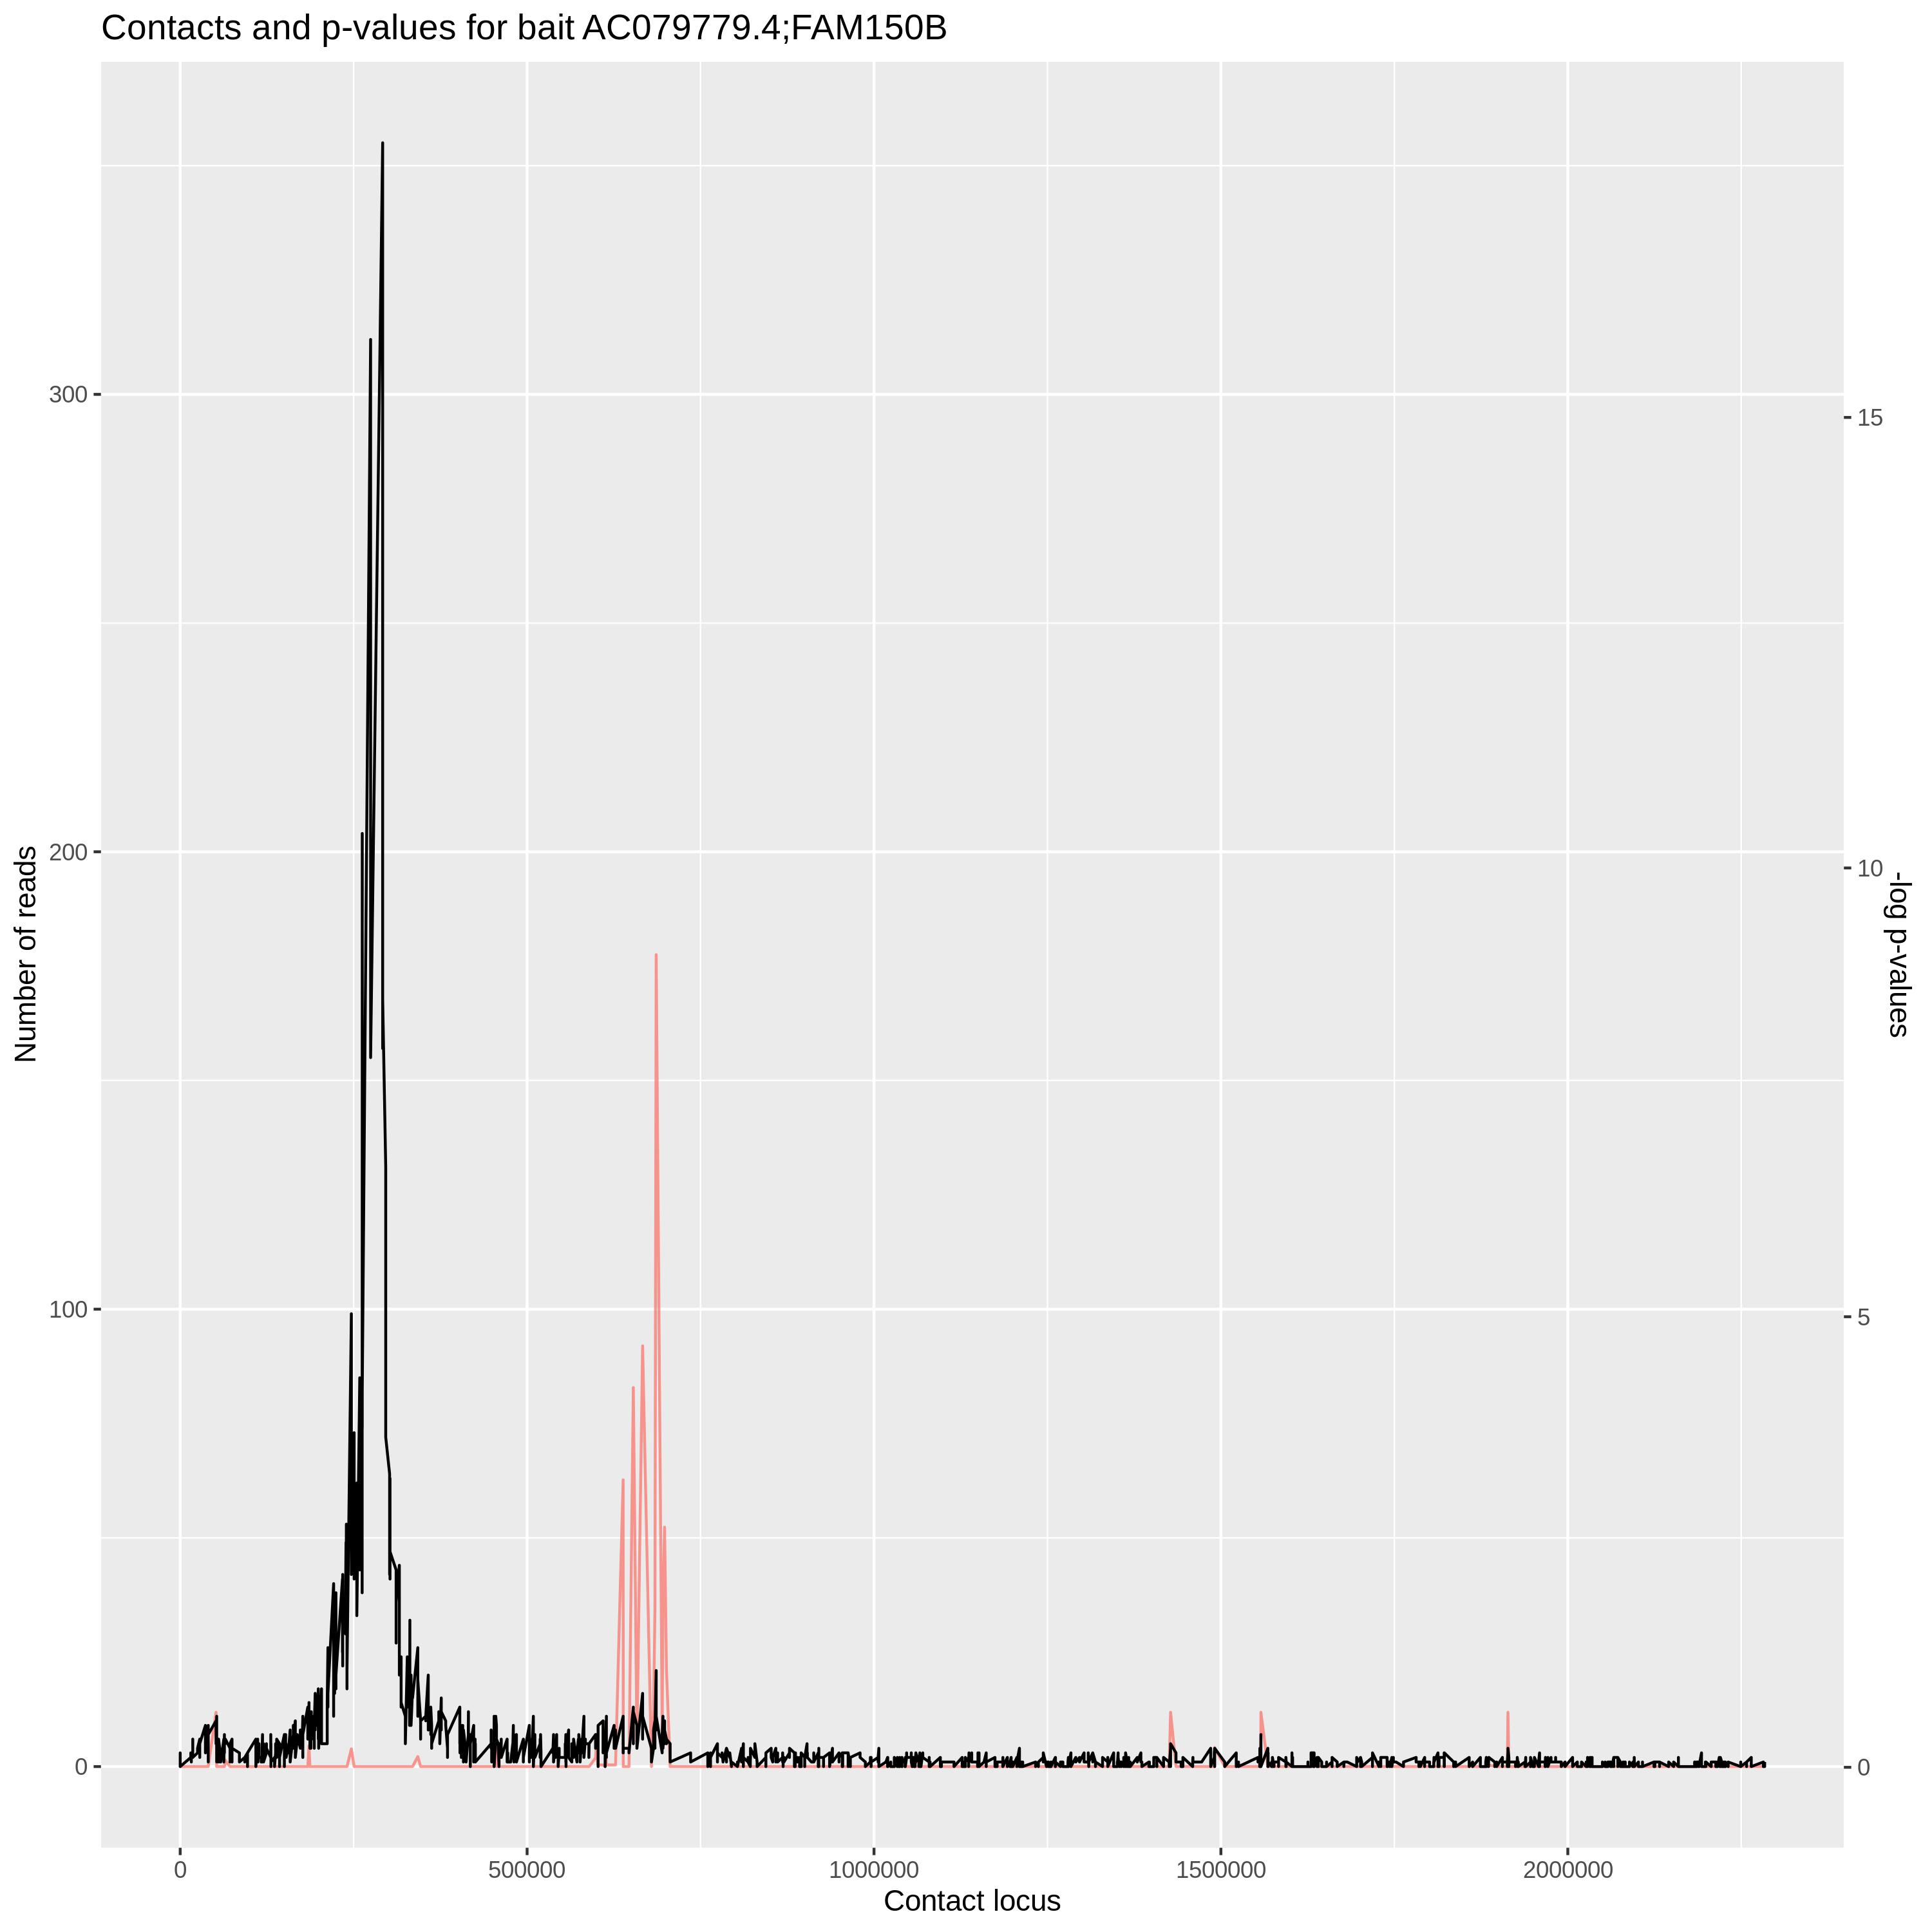 Contacts and p-values for bait AC079779.4;FAM150B
300
200
100
0
Number of reads
15
10
5
0
-log p-values
0 500000 1000000 1500000 2000000
Contact locus